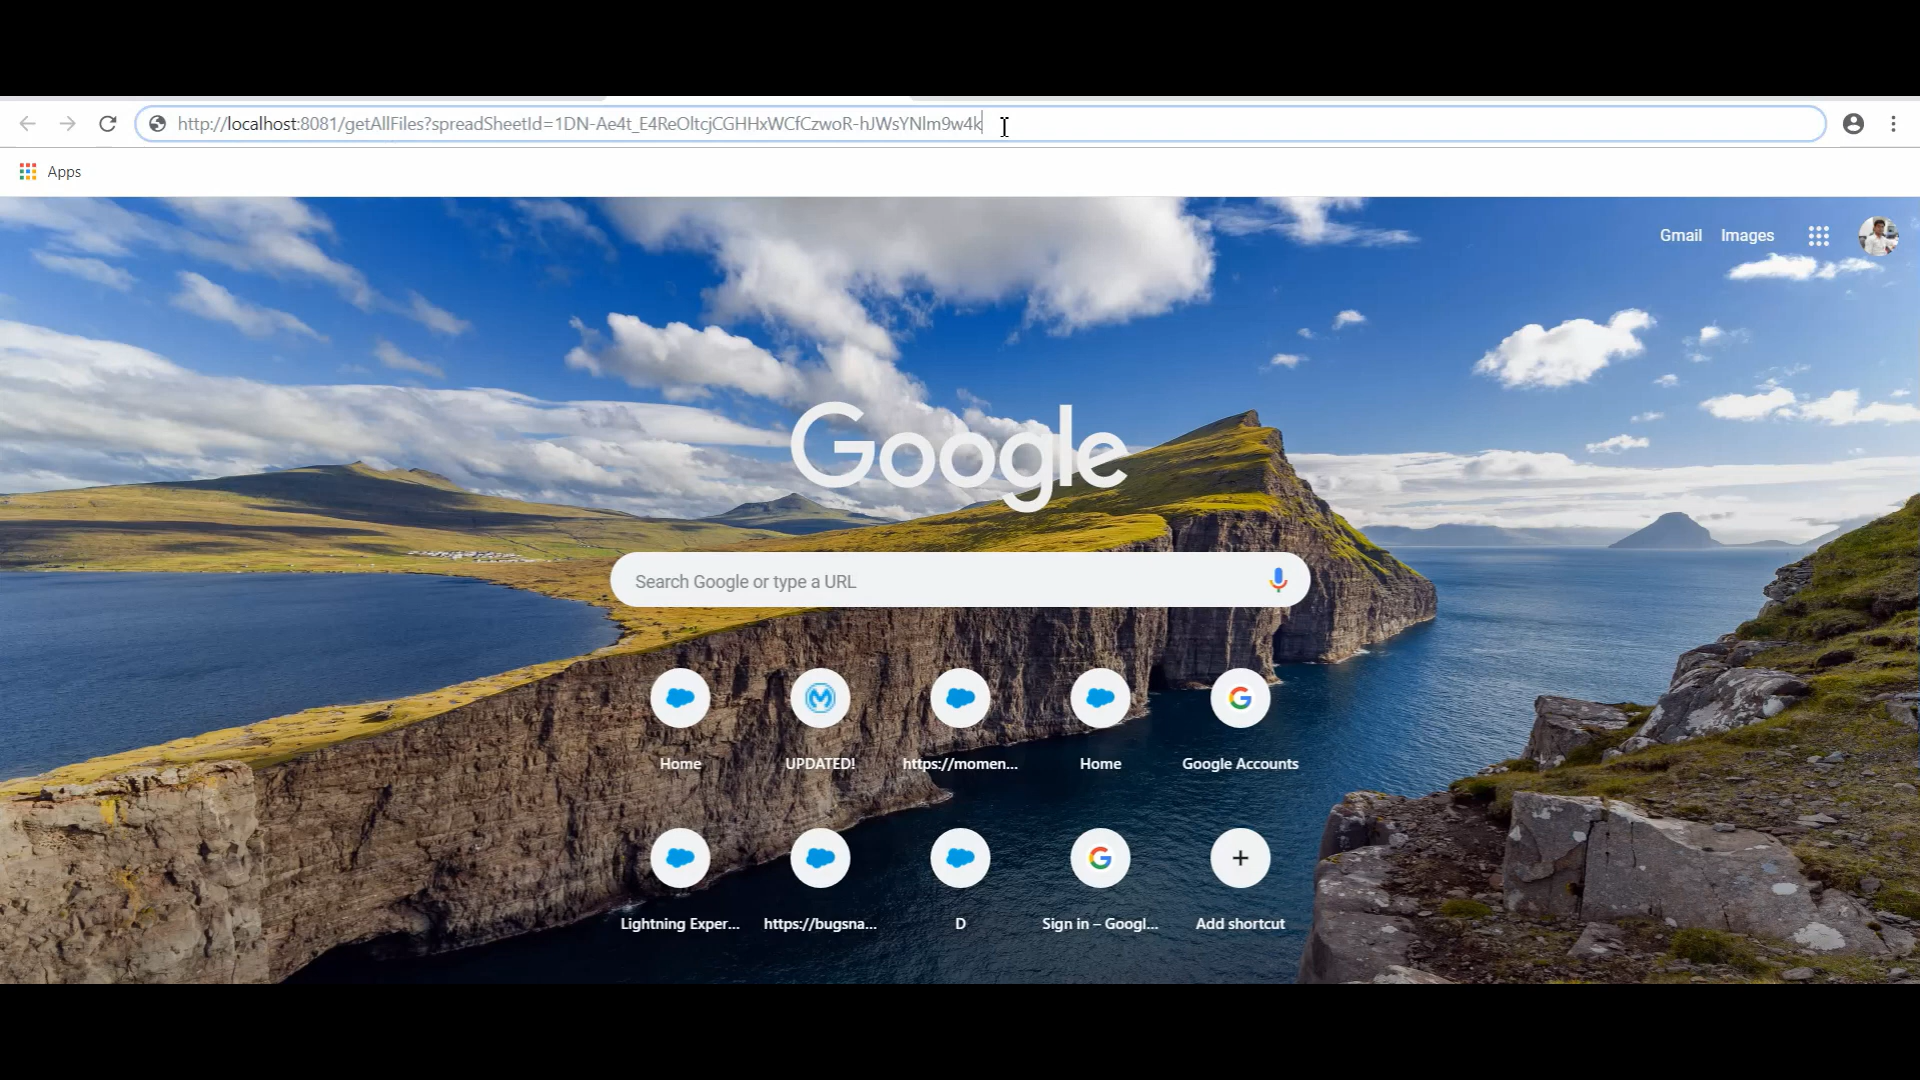 http://localhost:8081/getAllFiles?spreadSheetId=1DN-Ae4t_E4ReOltcjCGHHxWCfCzwoR-hJWsYNlm9w4k
Apps
Gmail Images
Google
Search Google or type a URL
Home UPDATED! https://momen... Home Google Accounts
Lightning Exper... https://bugsna... D Sign in – Googl... Add shortcut